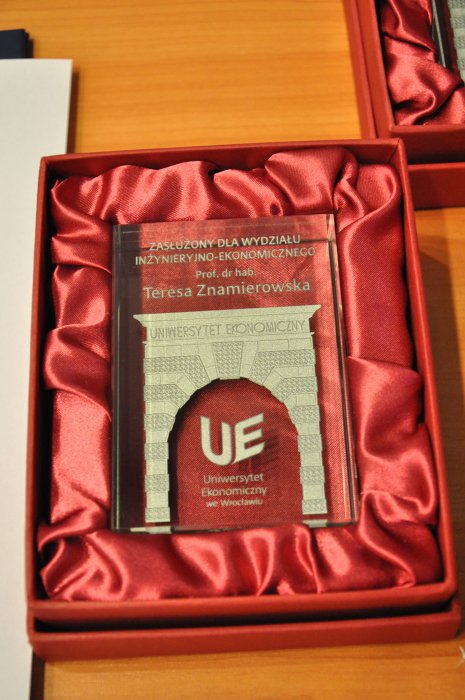 ZASŁUŻONY DLA WYDZIAŁU
INŻYNIERYJNO-EKONOMICZNEGO
Prof. dr hab.
Teresa Znamierowska
UNIWERSYTET EKONOMICZNY
UE
Uniwersytet
Ekonomiczny
we Wrocławiu